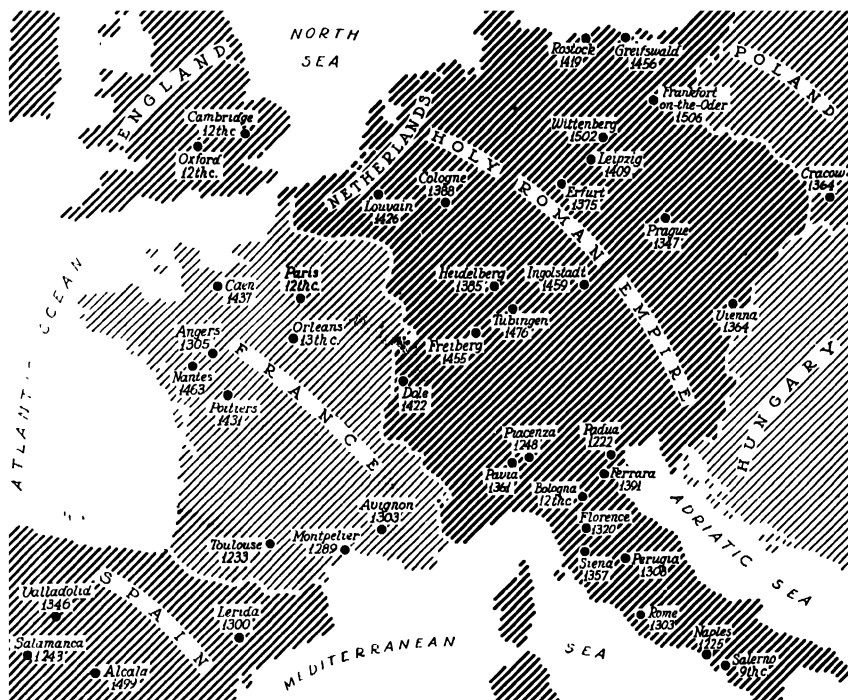 NORTH
SEA
ENGLAND
Cambridge
12th c
Oxford
12th c.
Rostock
1419
Greifswald
1456
POLAND
Frankfort
on-the-Oder
1506
Wittenberg
1502
Leipzig
1409
Erfurt
1375
Cracow
1364
NETHERLANDS
HOLY ROMAN EMPIRE
Cologne
1388
Louvain
1426
Prague
1347
ATLANTIC OCEAN
Caen
1437
Paris
12th c.
Heidelberg
1385
Ingolstadt
1459
Orleans
13th c.
Tubingen
1476
Vienna
1364
Angers
1305
Freiberg
1455
Nantes
1463
FRANCE
Dole
1422
Poitiers
1431
HUNGARY
Piacenza
1248
Padua
1222
Pavia
1361
Ferrara
1391
Bologna
12th c
Avignon
1303
Florence
1320
ADRIATIC SEA
Toulouse
1233
Montpelier
1289
Siena
1357
Perugia
1308
SPAIN
Valladolid
1346
Lerida
1300
Rome
1303
Salamanca
1243
Naples
1225
Alcala
1499
Salerno
9th c
MEDITERRANEAN SEA